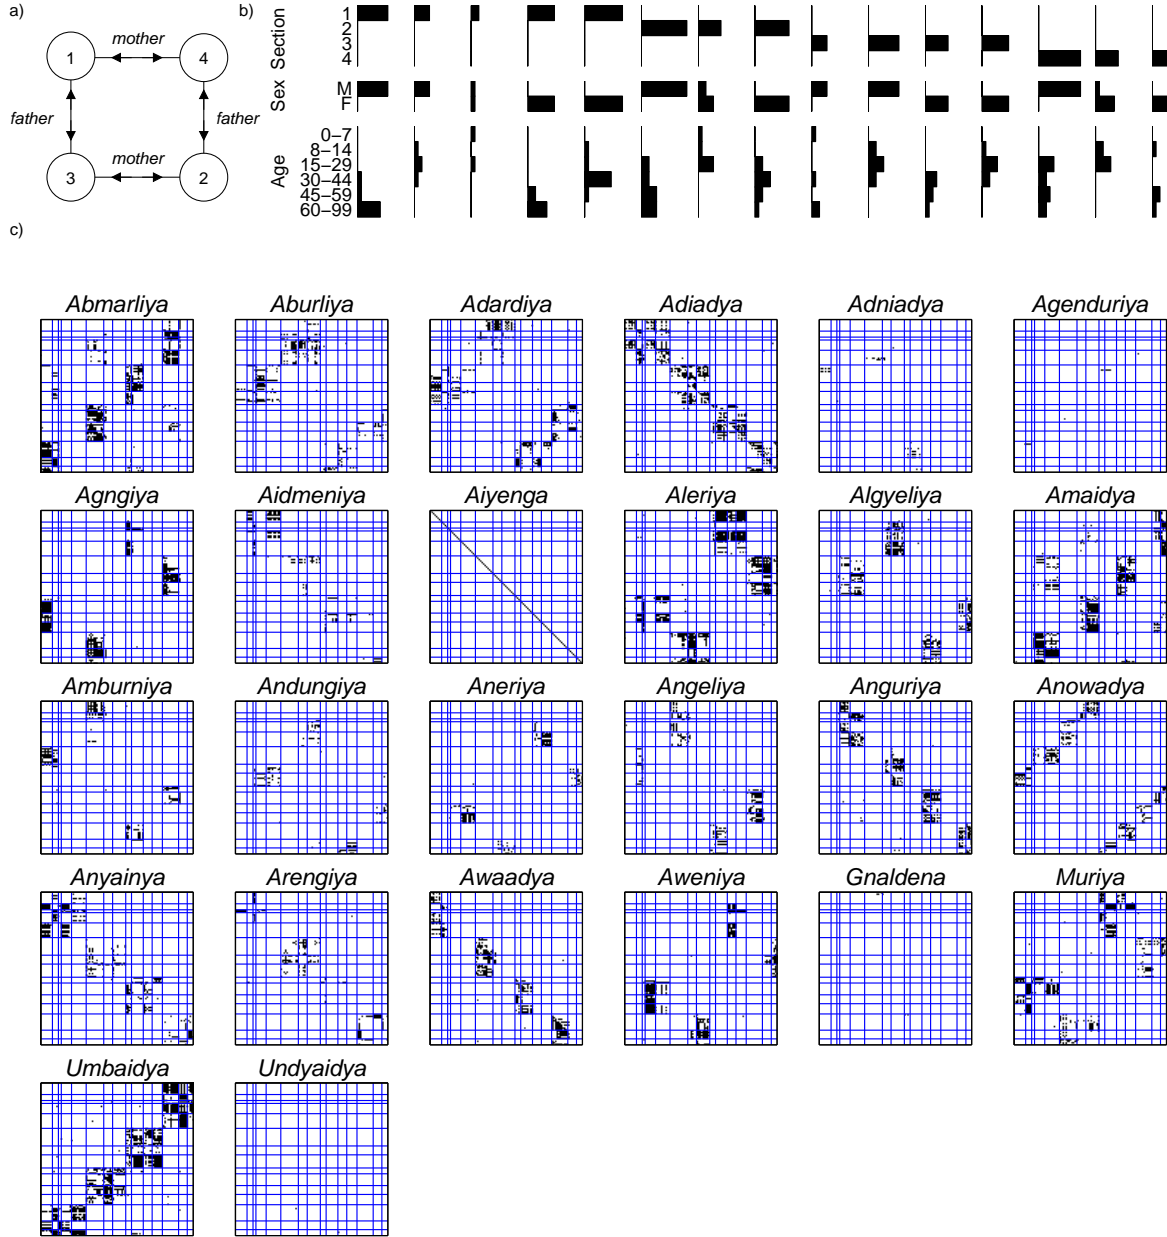 a)
mother
1
4
father
father
mother
3
2
b)
Section
1
2
3
4
Sex
M
F
Age
0−7
8−14
15−29
30−44
45−59
60−99
c)
Abmarliya Aburliya Adardiya Adiadya Adniadya Agenduriya
Agngiya Aidmeniya Aiyenga Aleriya Algyeliya Amaidya
Amburniya Andungiya Aneriya Angeliya Anguriya Anowadya
Anyainya Arengiya Awaadya Aweniya Gnaldena Muriya
Umbaidya Undyaidya